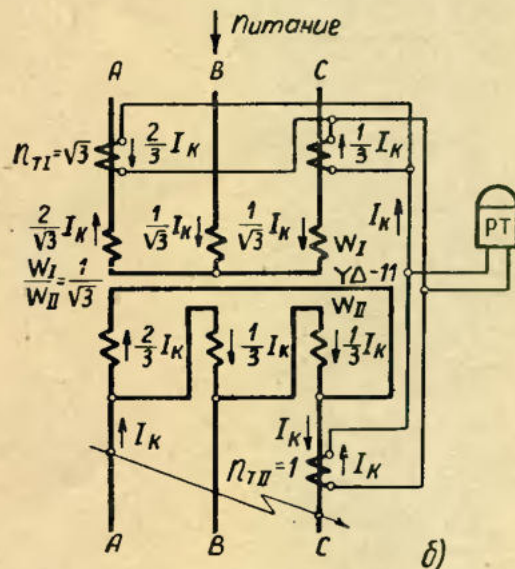 Питание
A B C
n_TI=√3
2/3 I_K
1/3 I_K
2/√3 I_K
1/√3 I_K
1/√3 I_K
I_K
РТ
W_I
W_I/W_II=1/√3
YΔ-11
W_II
2/3 I_K
1/3 I_K
1/3 I_K
I_K
I_K
I_K
n_TII=1
A B C
б)